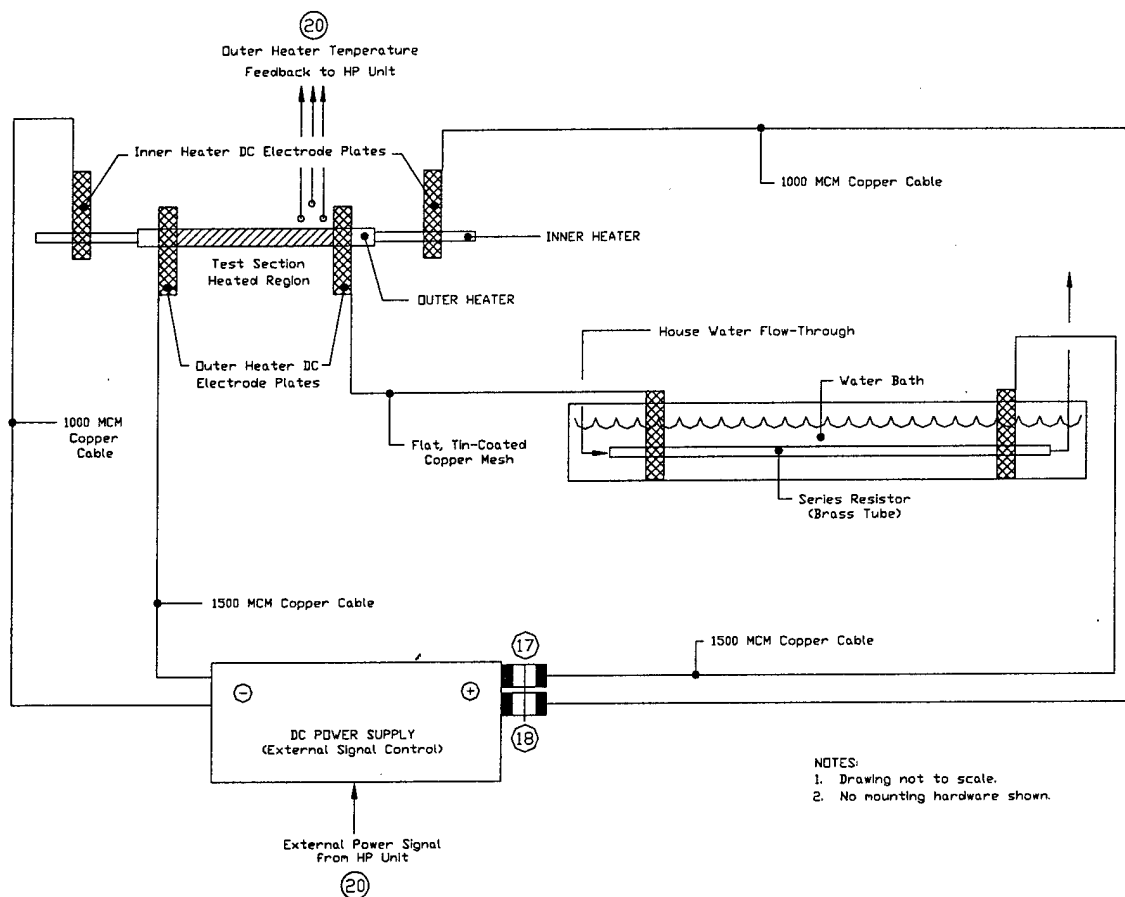 20
Outer Heater Temperature
Feedback to HP Unit
Inner Heater DC Electrode Plates
1000 MCM Copper Cable
INNER HEATER
Test Section
Heated Region
OUTER HEATER
House Water Flow-Through
Outer Heater DC
Electrode Plates
Water Bath
1000 MCM
Copper
Cable
Flat, Tin-Coated
Copper Mesh
Series Resistor
(Brass Tube)
1500 MCM Copper Cable
17
1500 MCM Copper Cable
-
+
DC POWER SUPPLY
(External Signal Control)
18
NOTES:
1. Drawing not to scale.
2. No mounting hardware shown.
External Power Signal
from HP Unit
20